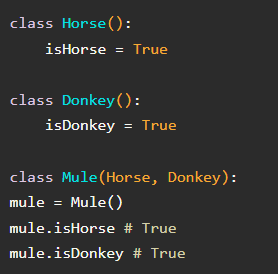 class Horse():
    isHorse = True

class Donkey():
    isDonkey = True

class Mule(Horse, Donkey):
mule = Mule()
mule.isHorse # True
mule.isDonkey # True